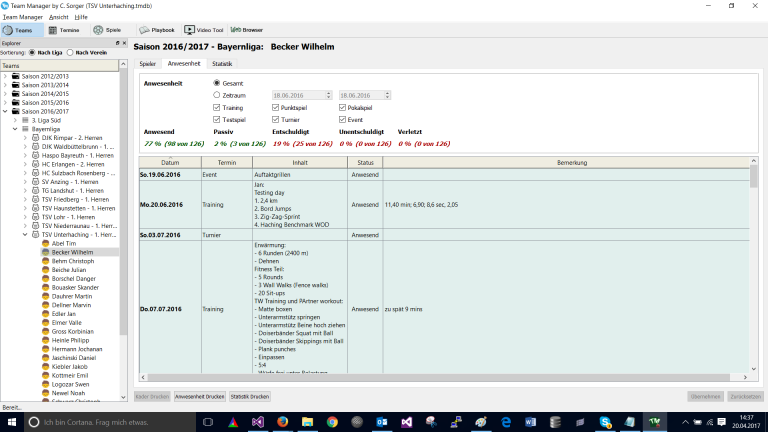 Team Manager by C. Sorger (TSV Unterhaching.tmdb)
Team Manager Ansicht Hilfe
Teams Termine Spiele Playbook Video Tool Browser
Explorer
Sortierung: Nach Liga Nach Verein
Teams
Saison 2012/2013
Saison 2013/2014
Saison 2014/2015
Saison 2015/2016
Saison 2016/2017
3. Liga Süd
Bayernliga
DJK Rimpar - 2. Herren
DJK Waldbüttelbrunn - 1. ...
Haspo Bayreuth - 1. Herren
HC Erlangen - 2. Herren
HC Sulzbach Rosenberg - ...
SV Anzing - 1. Herren
TG Landshut - 1. Herren
TSV Friedberg - 1. Herren
TSV Haunstetten - 1. Herren
TSV Lohr - 1. Herren
TSV Niederraunau - 1. Herren
TSV Unterhaching - 1. Herr...
Abel Tim
Becker Wilhelm
Behm Christoph
Beiche Julian
Borschel Danger
Bouasker Skander
Dauhrer Martin
Dellner Marvin
Edler Jan
Elmer Valle
Gross Korbinian
Heinle Philipp
Hermann Jochanan
Jaschinski Daniel
Kiebler Jakob
Kottmeir Emil
Logozar Swen
Newel Noah
Saison 2016/2017 - Bayernliga: Becker Wilhelm
Spieler Anwesenheit Statistik
Anwesenheit Gesamt
Zeitraum 18.06.2016 18.06.2016
Training Punktspiel Pokalspiel
Testspiel Turnier Event
Anwesend Passiv Entschuldigt Unentschuldigt Verletzt
77 % (98 von 126) 2 % (3 von 126) 19 % (25 von 126) 0 % (0 von 126) 0 % (0 von 126)
Datum Termin Inhalt Status Bemerkung
So.19.06.2016 Event Auftaktgrillen Anwesend
Mo.20.06.2016 Training Jan:
Testing day
1. 2,4 km
2. Bord Jumps
3. Zig-Zag-Sprint
4. Haching Benchmark WOD Anwesend 11,40 min; 6,90; 8,6 sec, 2,05
So.03.07.2016 Turnier Anwesend
Do.07.07.2016 Training Erwärmung:
- 6 Runden (2400 m)
- Dehnen
Fitness Teil:
- 5 Rounds
- 3 Wall Walks (Fence walks)
- 20 Sit-ups
TW Training und PArtner workout:
- Matte boxen
- Unterarmstütz springen
- Unterarmstütz Beine hoch ziehen
- Doiserbänder Squat mit Ball
- Doiserbänder Skippings mit Ball
- Plank punches
- Einpassen
- 5:4
Anwesend zu spät 9 mins
Kader Drucken Anwesenheit Drucken Statistik Drucken Übernehmen Zurücksetzen
Bereit...
Ich bin Cortana. Frag mich etwas.
14:37
20.04.2017